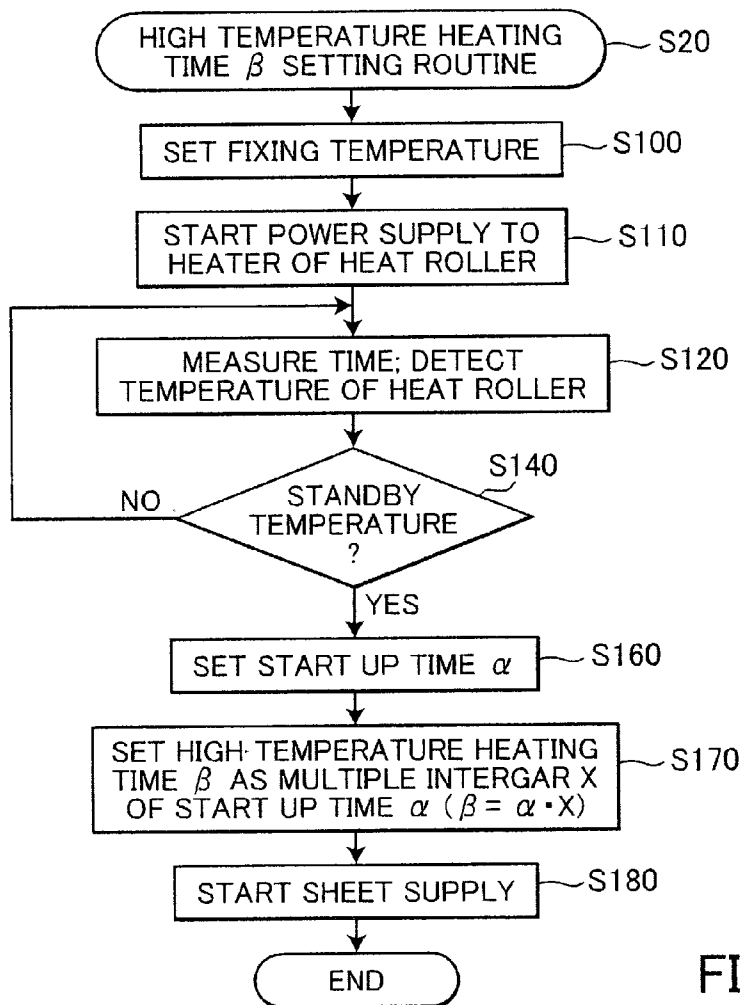 HIGH TEMPERATURE HEATING
TIME β SETTING ROUTINE
S20
SET FIXING TEMPERATURE
S100
START POWER SUPPLY TO
HEATER OF HEAT ROLLER
S110
MEASURE TIME; DETECT
TEMPERATURE OF HEAT ROLLER
S120
STANDBY
TEMPERATURE
?
S140
NO
YES
SET START UP TIME α
S160
SET HIGH TEMPERATURE HEATING
TIME β AS MULTIPLE INTERGAR X
OF START UP TIME α (β = α・X)
S170
START SHEET SUPPLY
S180
END
FI